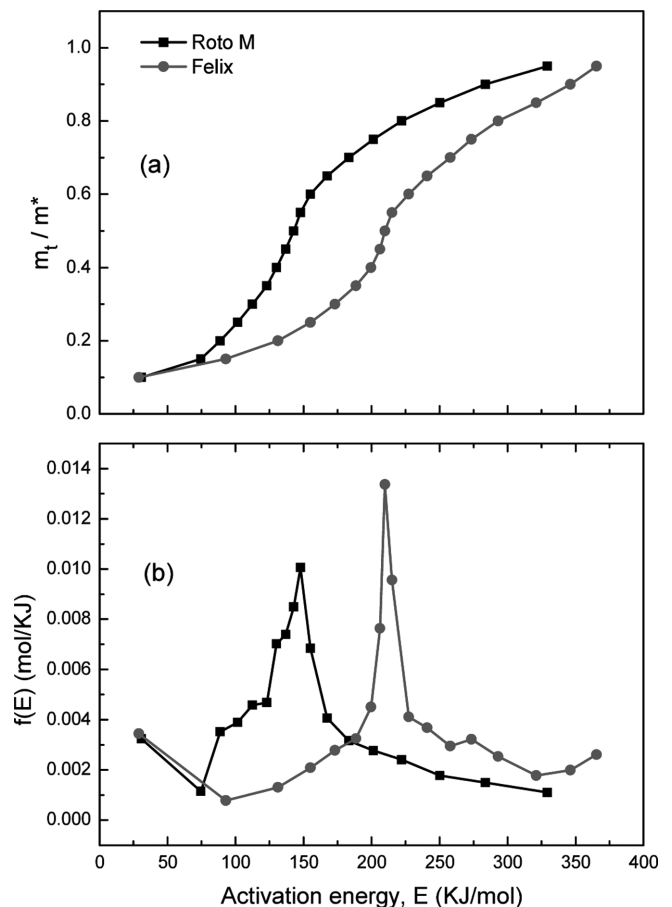 (a)
Roto M
Felix
1.0
0.8
0.6
0.4
0.2
0.0
m_t / m*
(b)
0.014
0.012
0.010
0.008
0.006
0.004
0.002
0.000
f(E) (mol/KJ)
0 50 100 150 200 250 300 350 400
Activation energy, E (KJ/mol)